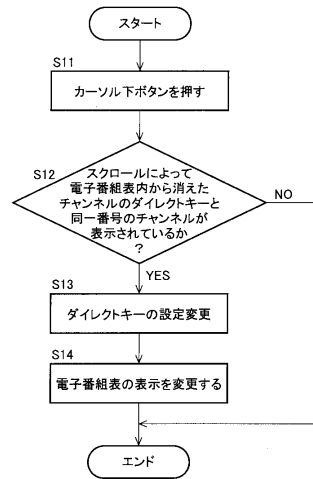 スタート
S11
カーソル下ボタンを押す
S12
スクロールによって
電子番組表内から消えた
チャンネルのダイレクトキーと
同一番号のチャンネルが
表示されているか
?
NO
YES
S13
ダイレクトキーの設定変更
S14
電子番組表の表示を変更する
エンド